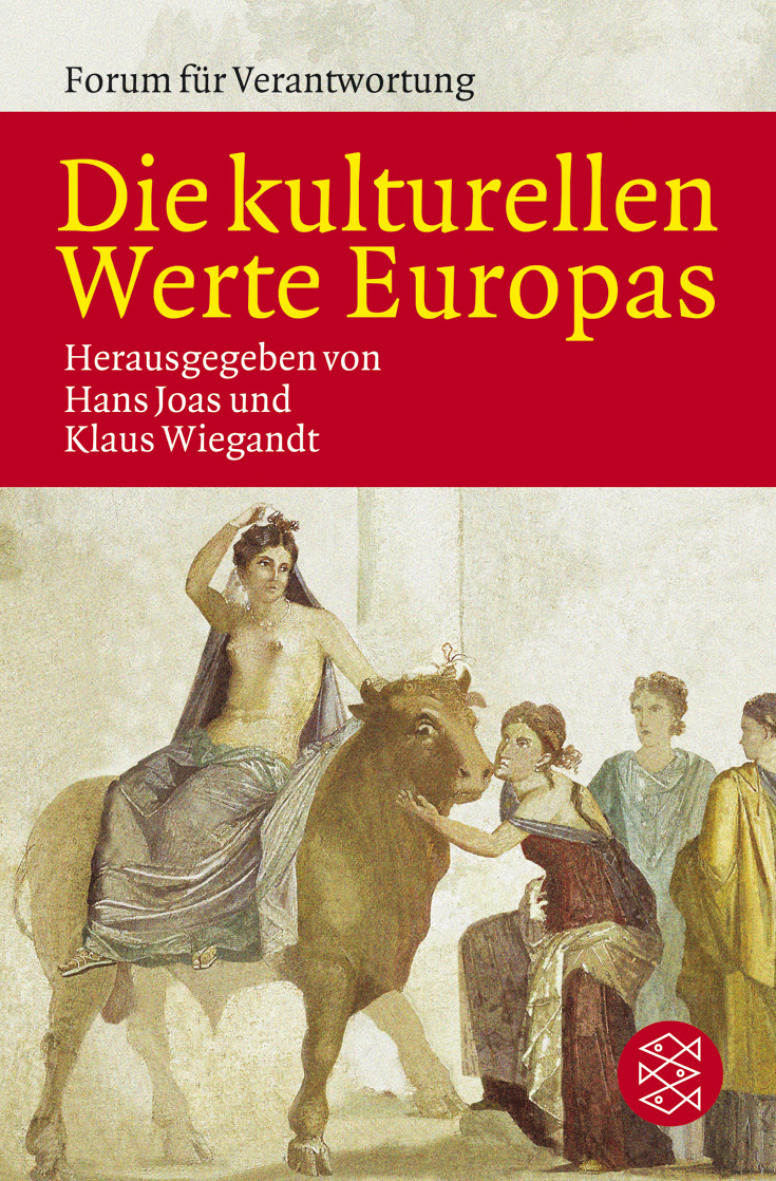 Forum für Verantwortung
Die kulturellen
Werte Europas
Herausgegeben von
Hans Joas und
Klaus Wiegandt